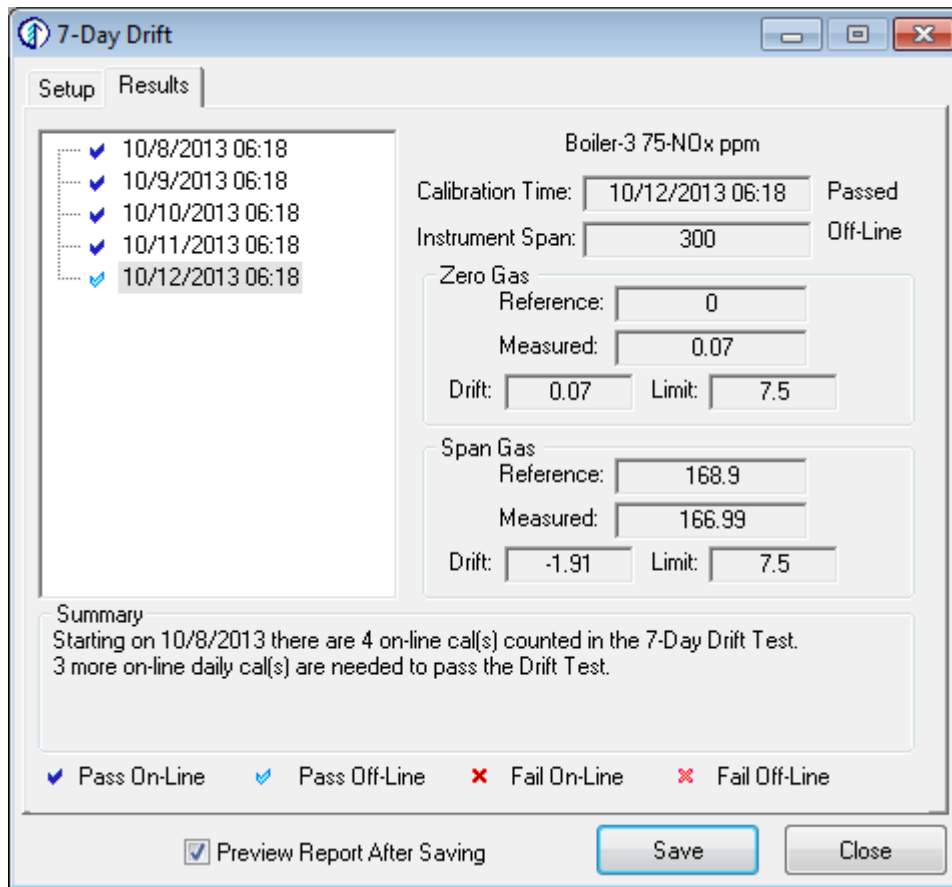 7-Day Drift
Setup
Results
10/8/2013 06:18
10/9/2013 06:18
10/10/2013 06:18
10/11/2013 06:18
10/12/2013 06:18
Boiler-3 75-NOx ppm
Calibration Time: 10/12/2013 06:18 Passed
Instrument Span: 300 Off-Line
Zero Gas
Reference: 0
Measured: 0.07
Drift: 0.07 Limit: 7.5
Span Gas
Reference: 168.9
Measured: 166.99
Drift: -1.91 Limit: 7.5
Summary
Starting on 10/8/2013 there are 4 on-line cal(s) counted in the 7-Day Drift Test.
3 more on-line daily cal(s) are needed to pass the Drift Test.
Pass On-Line Pass Off-Line Fail On-Line Fail Off-Line
Preview Report After Saving Save Close